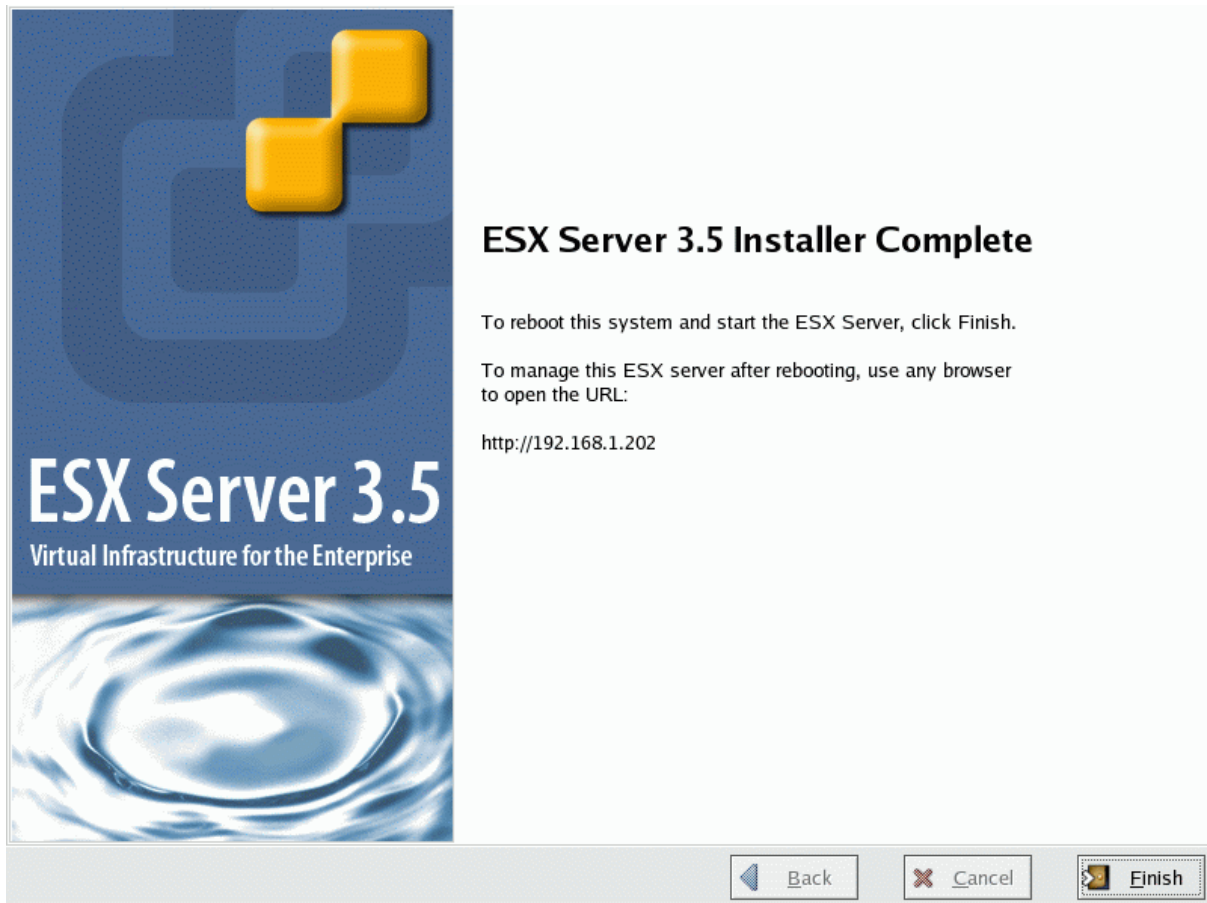 ESX Server 3.5
Virtual Infrastructure for the Enterprise
ESX Server 3.5 Installer Complete
To reboot this system and start the ESX Server, click Finish.
To manage this ESX server after rebooting, use any browser
to open the URL:
http://192.168.1.202
Back
Cancel
Finish